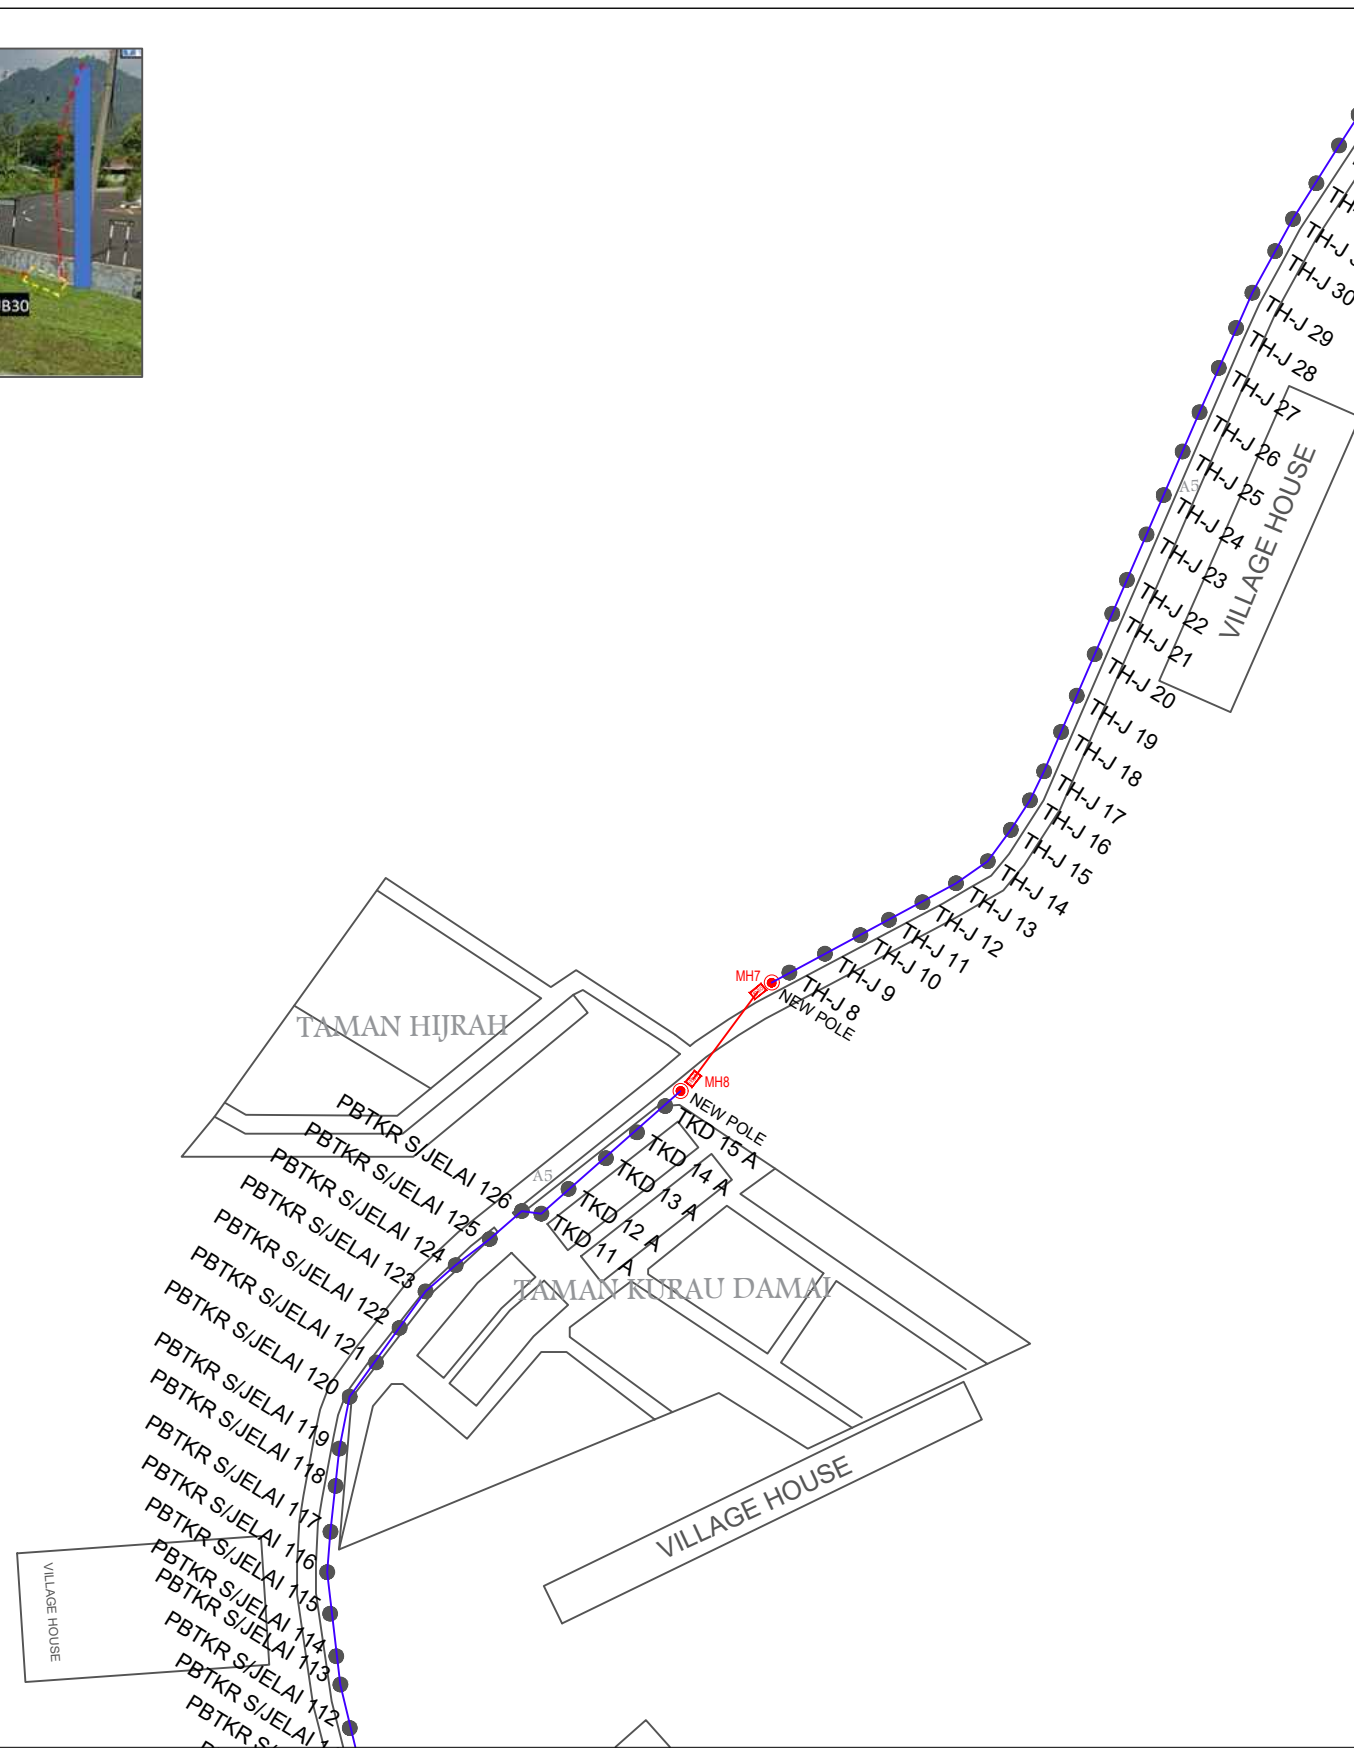 JB30
TH-J 30
TH-J 29
TH-J 28
TH-J 27
TH-J 26
TH-J 25
A5
TH-J 24
TH-J 23
TH-J 22
TH-J 21
TH-J 20
TH-J 19
TH-J 18
TH-J 17
TH-J 16
TH-J 15
TH-J 14
TH-J 13
TH-J 12
TH-J 11
TH-J 10
TH-J 9
TH-J 8
VILLAGE HOUSE
MH7
NEW POLE
MH8
NEW POLE
TAMAN HIJRAH
TKD 15 A
TKD 14 A
TKD 13 A
TKD 12 A
TKD 11 A
A5
TAMAN KURAU DAMAI
PBTKR S/JELAI 126
PBTKR S/JELAI 125
PBTKR S/JELAI 124
PBTKR S/JELAI 123
PBTKR S/JELAI 122
PBTKR S/JELAI 121
PBTKR S/JELAI 120
PBTKR S/JELAI 119
PBTKR S/JELAI 118
PBTKR S/JELAI 117
PBTKR S/JELAI 116
PBTKR S/JELAI 115
PBTKR S/JELAI 114
PBTKR S/JELAI 113
PBTKR S/JELAI 112
PBTKR S/JELAI
PBTKR
VILLAGE HOUSE
VILLAGE HOUSE